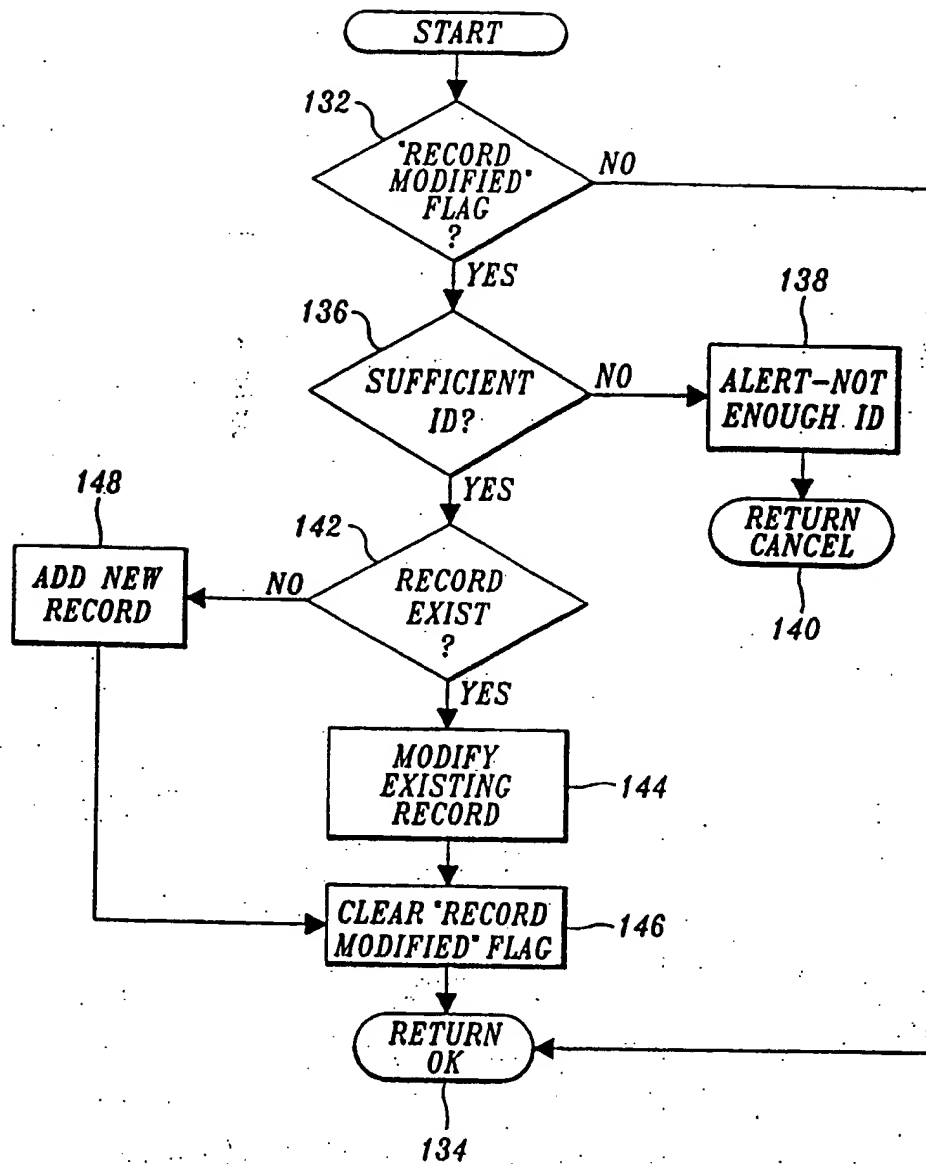 START
132
"RECORD
MODIFIED"
FLAG
?
NO
YES
136
SUFFICIENT
ID?
NO
138
ALERT-NOT
ENOUGH ID
YES
RETURN
CANCEL
140
148
ADD NEW
RECORD
NO
142
RECORD
EXIST
?
YES
MODIFY
EXISTING
RECORD
144
CLEAR "RECORD
MODIFIED" FLAG
146
RETURN
OK
134